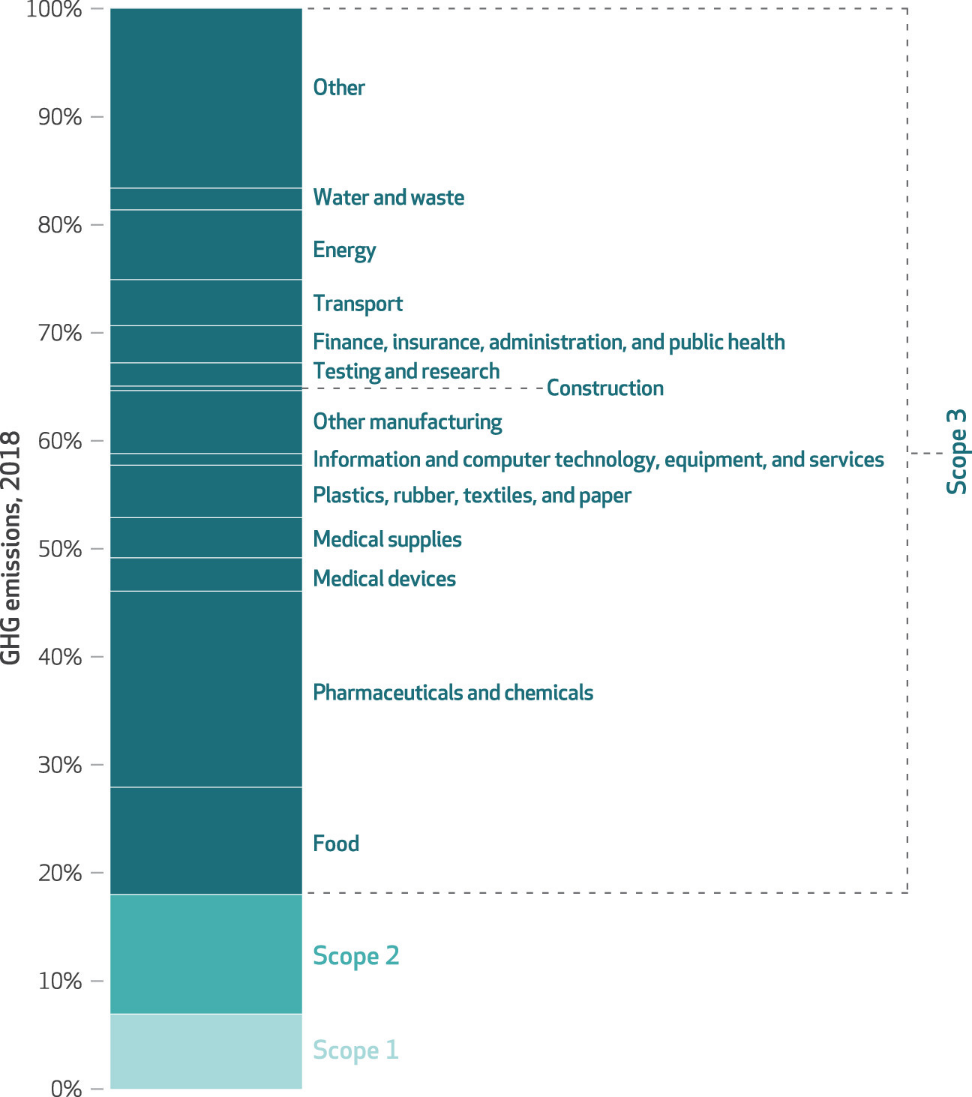 100%
Other
90%
Water and waste
80%
Energy
Transport
70%
Finance, insurance, administration, and public health
Testing and research
Construction
Other manufacturing
60%
Information and computer technology, equipment, and services
Plastics, rubber, textiles, and paper
50%
Medical supplies
Medical devices
40%
Pharmaceuticals and chemicals
30%
Food
20%
Scope 2
10%
Scope 1
0%
GHG emissions, 2018
Scope 3